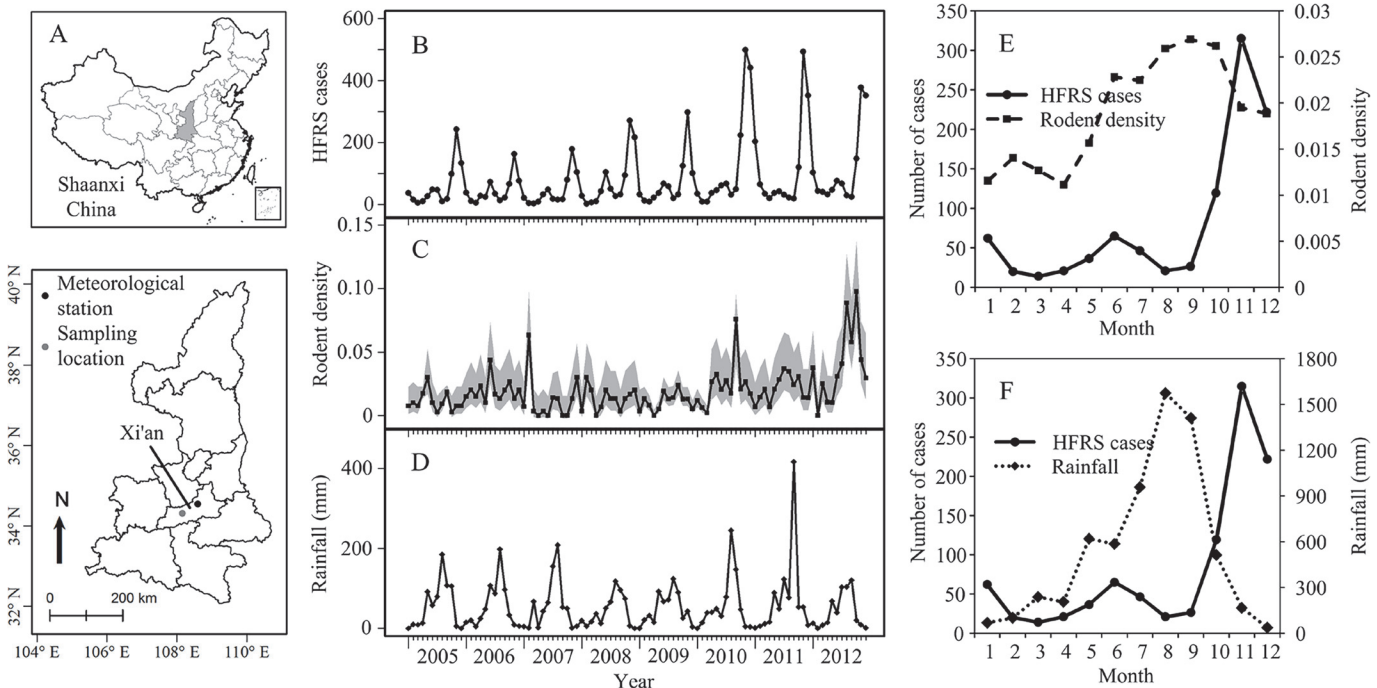 A
Shaanxi
China
Meteorological
station
Sampling
location
Xi'an
N
0 200 km
40° N
38° N
36° N
34° N
32° N
104° E 106° E 108° E 110° E
B
HFRS cases
600
400
200
0
C
Rodent density
0.15
0.10
0.05
0
D
Rainfall (mm)
400
200
0
2005 2006 2007 2008 2009 2010 2011 2012
Year
E
HFRS cases
Rodent density
Number of cases
350
300
250
200
150
100
50
0
Rodent density
0.03
0.025
0.02
0.015
0.01
0.005
0
1 2 3 4 5 6 7 8 9 10 11 12
Month
F
HFRS cases
Rainfall
Number of cases
350
300
250
200
150
100
50
0
Rainfall (mm)
1800
1500
1200
900
600
300
0
1 2 3 4 5 6 7 8 9 10 11 12
Month